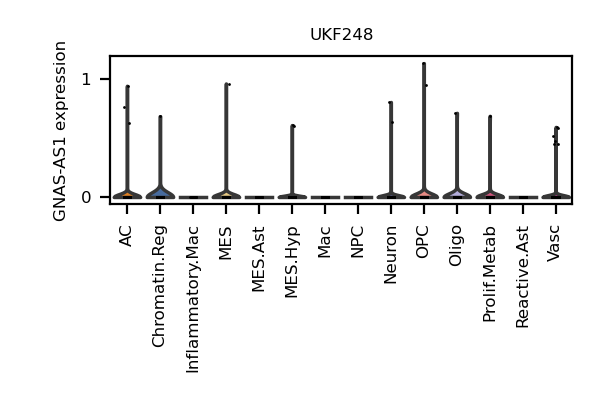 UKF248
GNAS-AS1 expression
1
0
AC
Chromatin.Reg
Inflammatory.Mac
MES
MES.Ast
MES.Hyp
Mac
NPC
Neuron
OPC
Oligo
Prolif.Metab
Reactive.Ast
Vasc